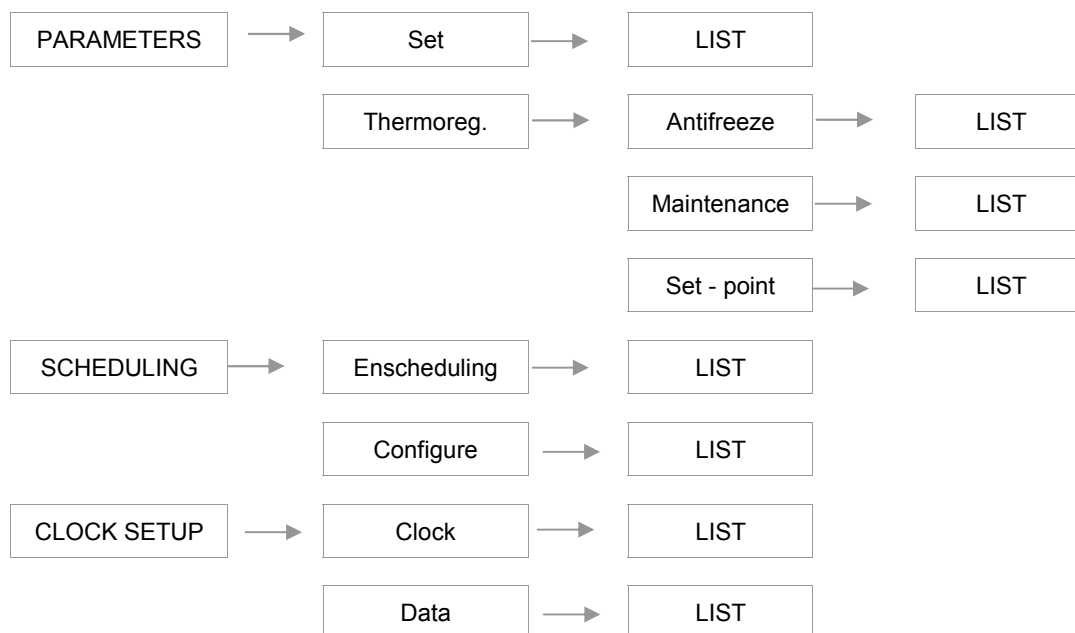 PARAMETERS
Set
LIST
Thermoreg.
Antifreeze
LIST
Maintenance
LIST
Set - point
LIST
SCHEDULING
Enscheduling
LIST
Configure
LIST
CLOCK SETUP
Clock
LIST
Data
LIST